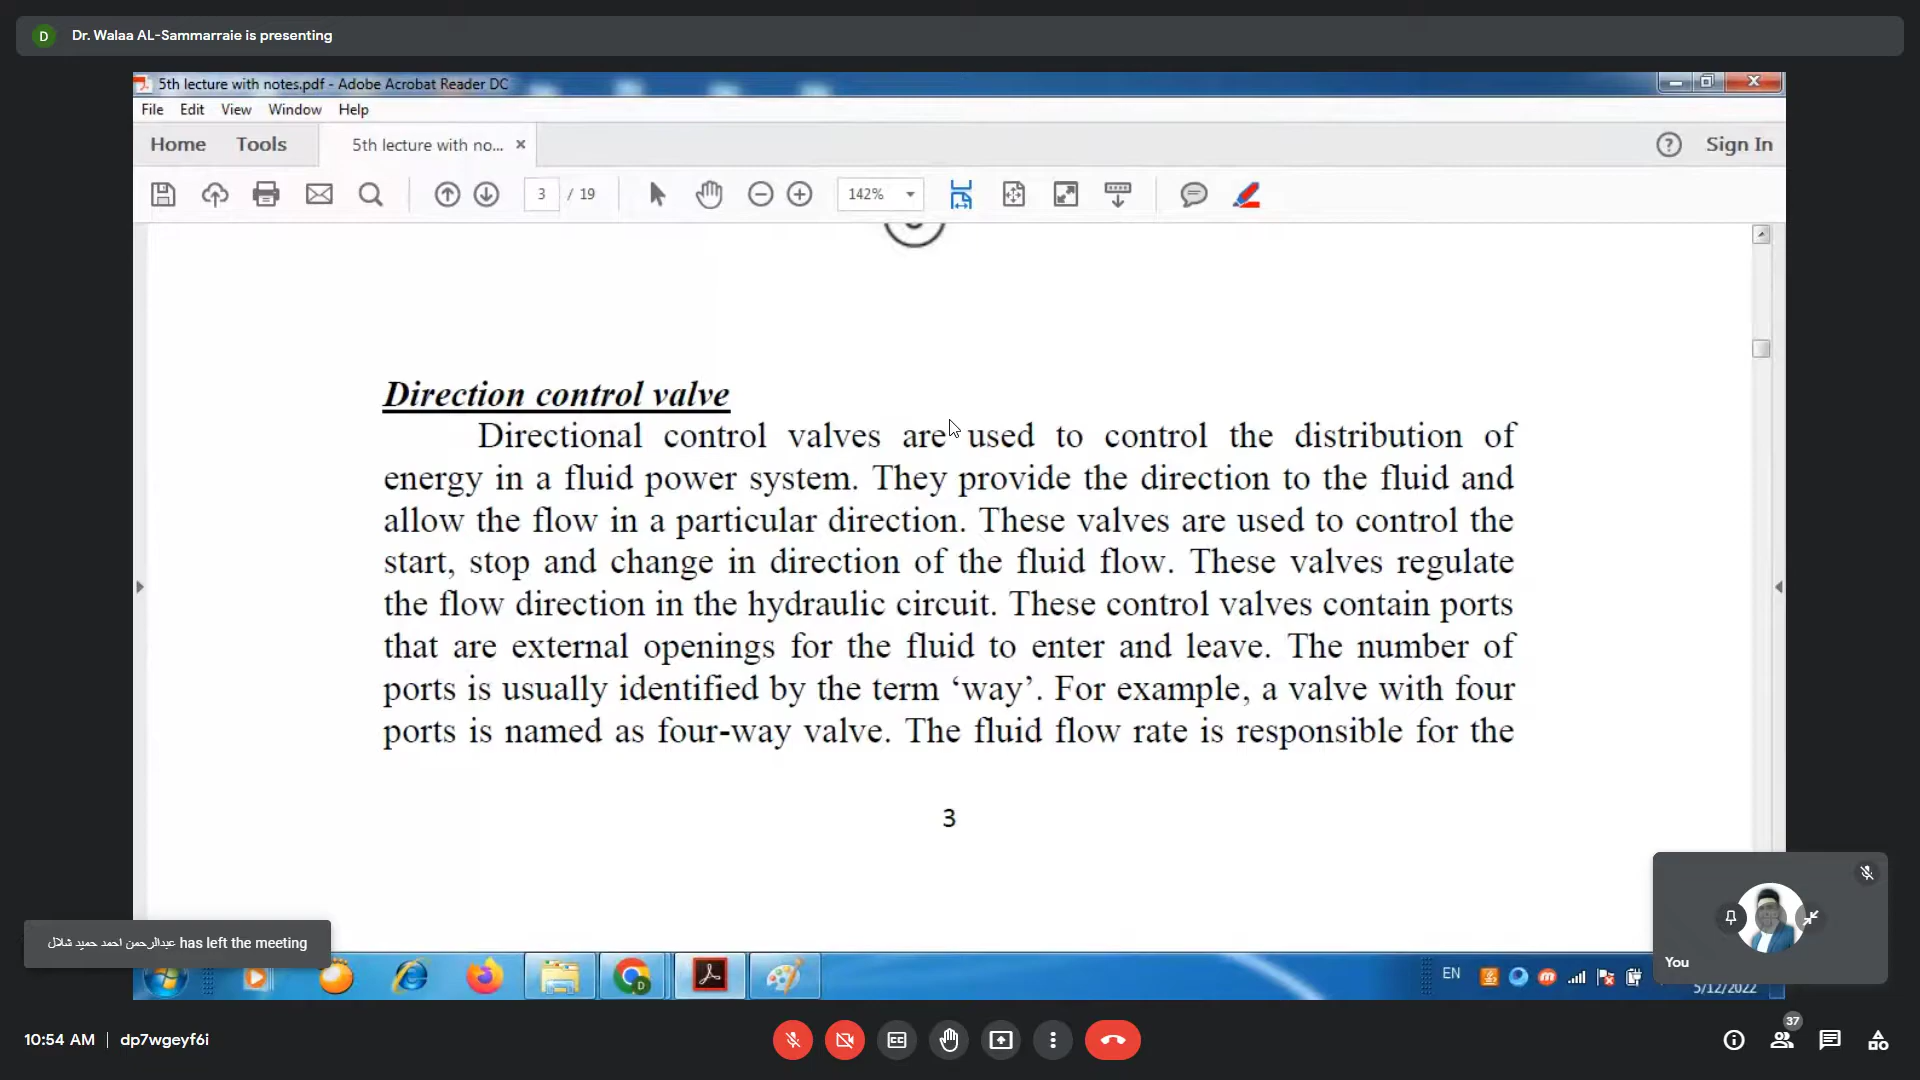 D Dr. Walaa AL-Sammarraie is presenting
5th lecture with notes.pdf - Adobe Acrobat Reader DC
File Edit View Window Help
Home Tools 5th lecture with no... × ? Sign In
3 / 19 142%
Direction control valve
Directional control valves are used to control the distribution of
energy in a fluid power system. They provide the direction to the fluid and
allow the flow in a particular direction. These valves are used to control the
start, stop and change in direction of the fluid flow. These valves regulate
the flow direction in the hydraulic circuit. These control valves contain ports
that are external openings for the fluid to enter and leave. The number of
ports is usually identified by the term ‘way’. For example, a valve with four
ports is named as four-way valve. The fluid flow rate is responsible for the
3
عبدالرحمن احمد حميد شلال has left the meeting
You
EN
5/12/2022
10:54 AM | dp7wgeyf6i
37